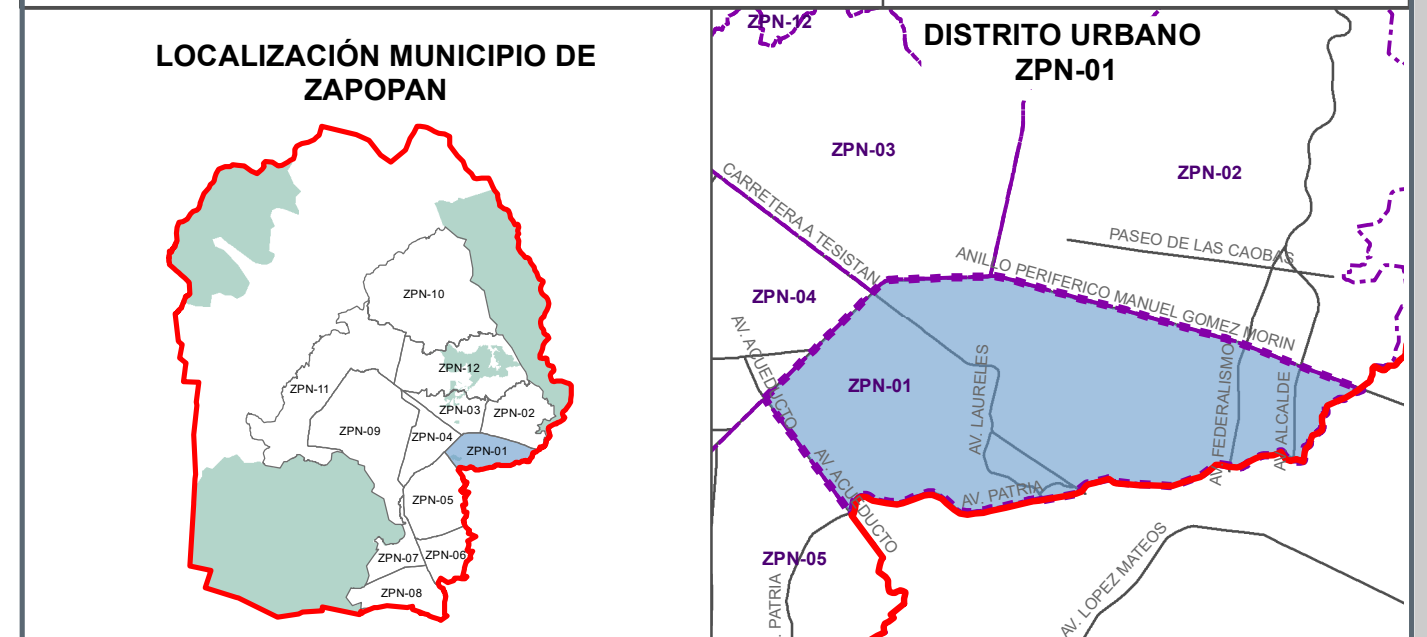 LOCALIZACIÓN MUNICIPIO DE
ZAPOPAN
ZPN-10
ZPN-12
ZPN-11
ZPN-03
ZPN-02
ZPN-09
ZPN-04
ZPN-01
ZPN-05
ZPN-07
ZPN-06
ZPN-08
DISTRITO URBANO
ZPN-01
ZPN-12
ZPN-03
ZPN-02
CARRETERA A TESISTAN
PASEO DE LAS CAOBAS
ANILLO PERIFERICO MANUEL GOMEZ MORIN
ZPN-04
AV. ACUEDUCTO
ZPN-01
AV. LAURELES
AV. FEDERALISMO
AV. ALCALDE
AV. ACUEDUCTO
AV. PATRIA
ZPN-05
. PATRIA
AV. LOPEZ MATEOS